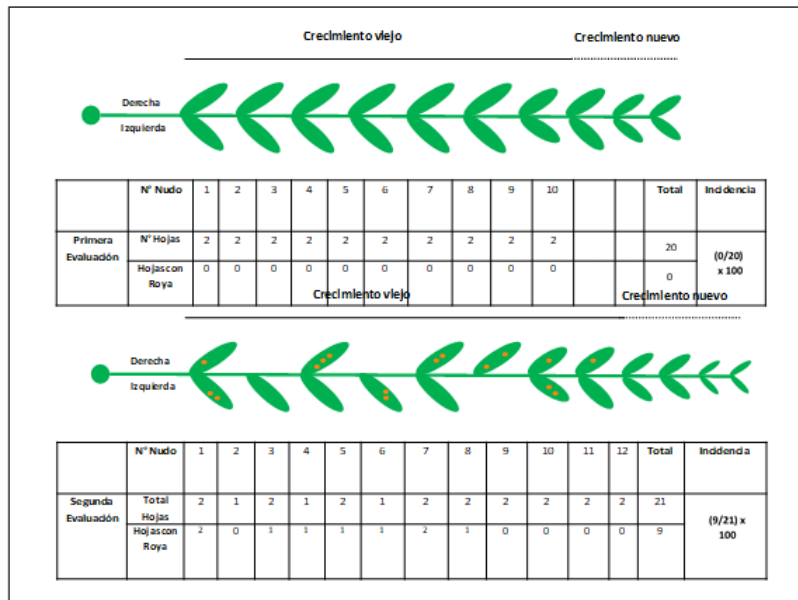 Crecimiento viejo Crecimiento nuevo
Derecha
Izquierda
N° Nudo 1 2 3 4 5 6 7 8 9 10 Total Incidencia
Primera Evaluación N° Hojas 2 2 2 2 2 2 2 2 2 2 20 (0/20) x 100
Hojas con Roya 0 0 0 0 0 0 0 0 0 0 0
Crecimiento viejo Crecimiento nuevo
Derecha
Izquierda
N° Nudo 1 2 3 4 5 6 7 8 9 10 11 12 Total Incidencia
Segunda Evaluación Total Hojas 2 1 2 1 2 1 2 2 2 2 2 2 21 (9/21) x 100
Hojas con Roya 2 0 1 1 1 1 2 1 0 0 0 0 9